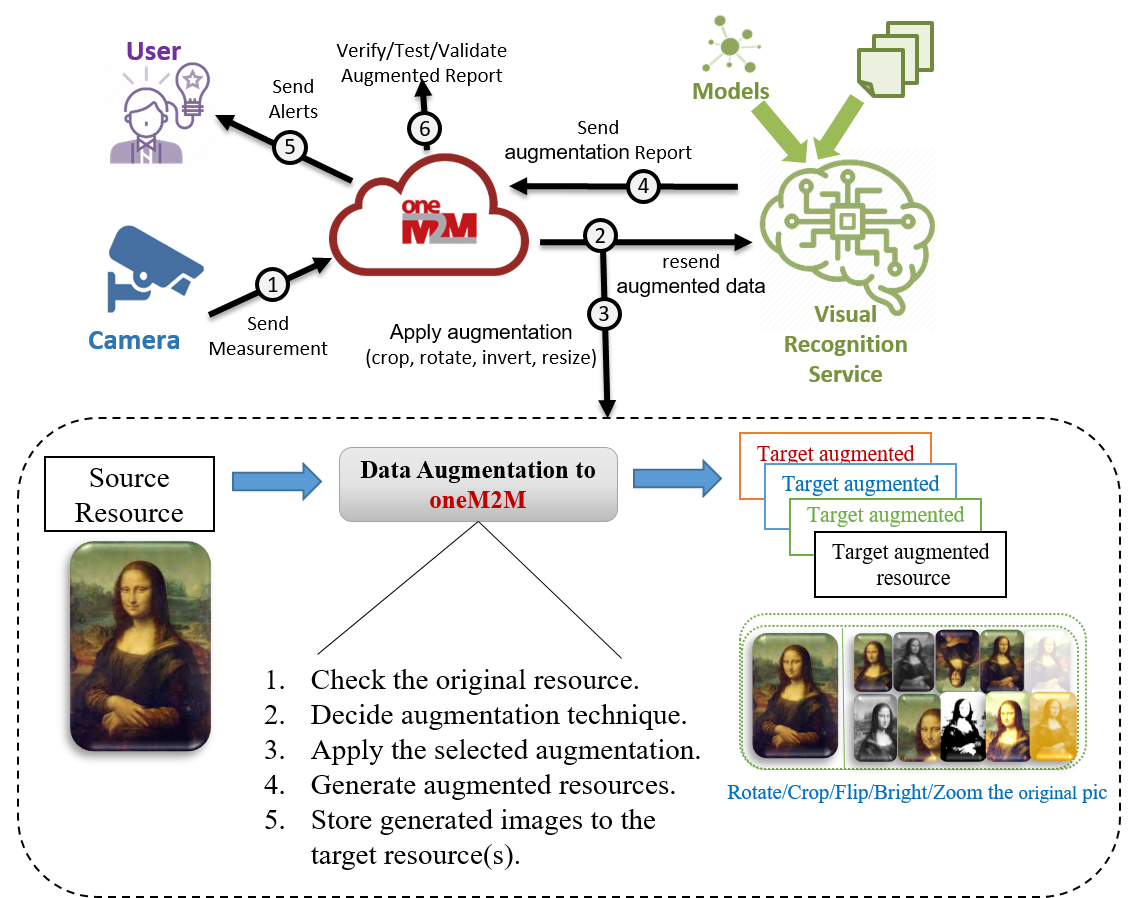 User
Send
Alerts
5
Verify/Test/Validate
Augmented Report
6
Models
Send
augmentation Report
4
one
M2M
2
resend
augmented data
1
Send
Measurement
Camera
3
Apply augmentation
(crop, rotate, invert, resize)
Visual
Recognition
Service
Source
Resource
Data Augmentation to
oneM2M
Target augmented
Target augmented
Target augmented
Target augmented
resource
1. Check the original resource.
2. Decide augmentation technique.
3. Apply the selected augmentation.
4. Generate augmented resources.
5. Store generated images to the
target resource(s).
Rotate/Crop/Flip/Bright/Zoom the original pic